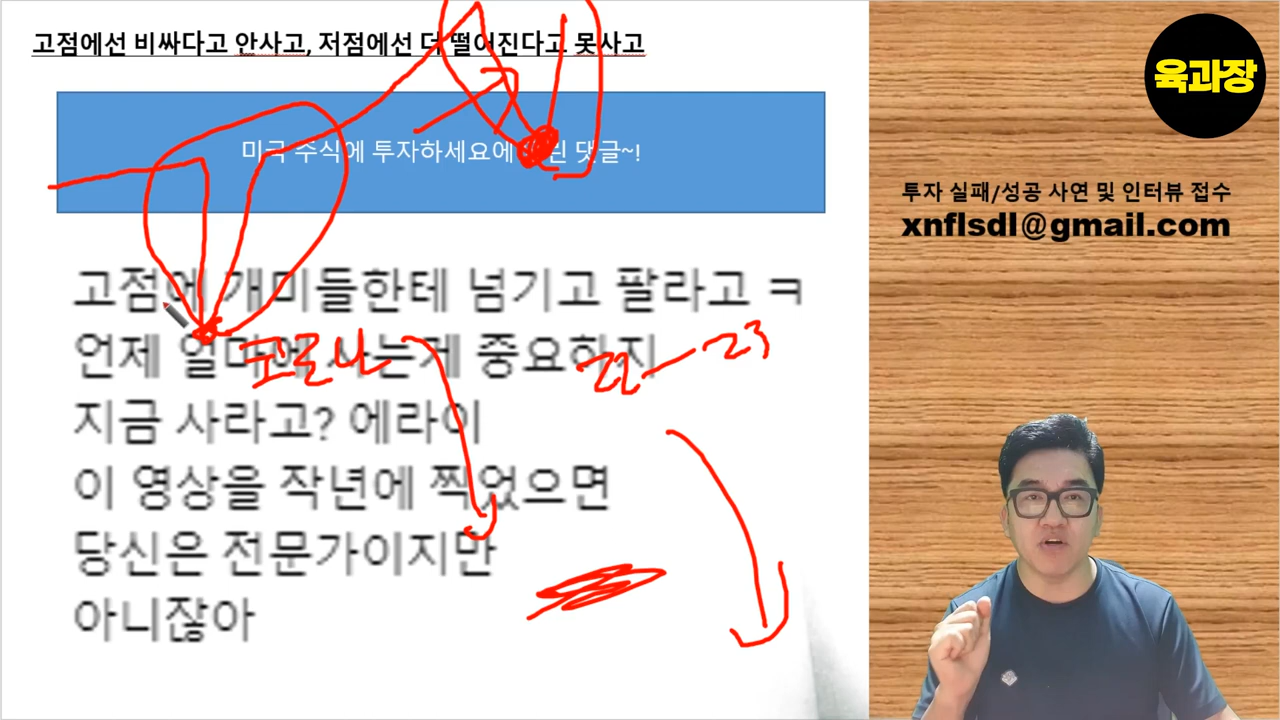 고점에선 비싸다고 안사고, 저점에선 더 떨어진다고 못사고
육과장
미국 주식에 투자하세요에 달린 댓글~!
투자 실패/성공 사연 및 인터뷰 접수
xnflsdl@gmail.com
고점에 개미들한테 넘기고 팔라고 ㅋ
언제 얼마에 사는게 중요하지
코로나
22-23
지금 사라고? 에라이
이 영상을 작년에 찍었으면
당신은 전문가이지만
아니잖아